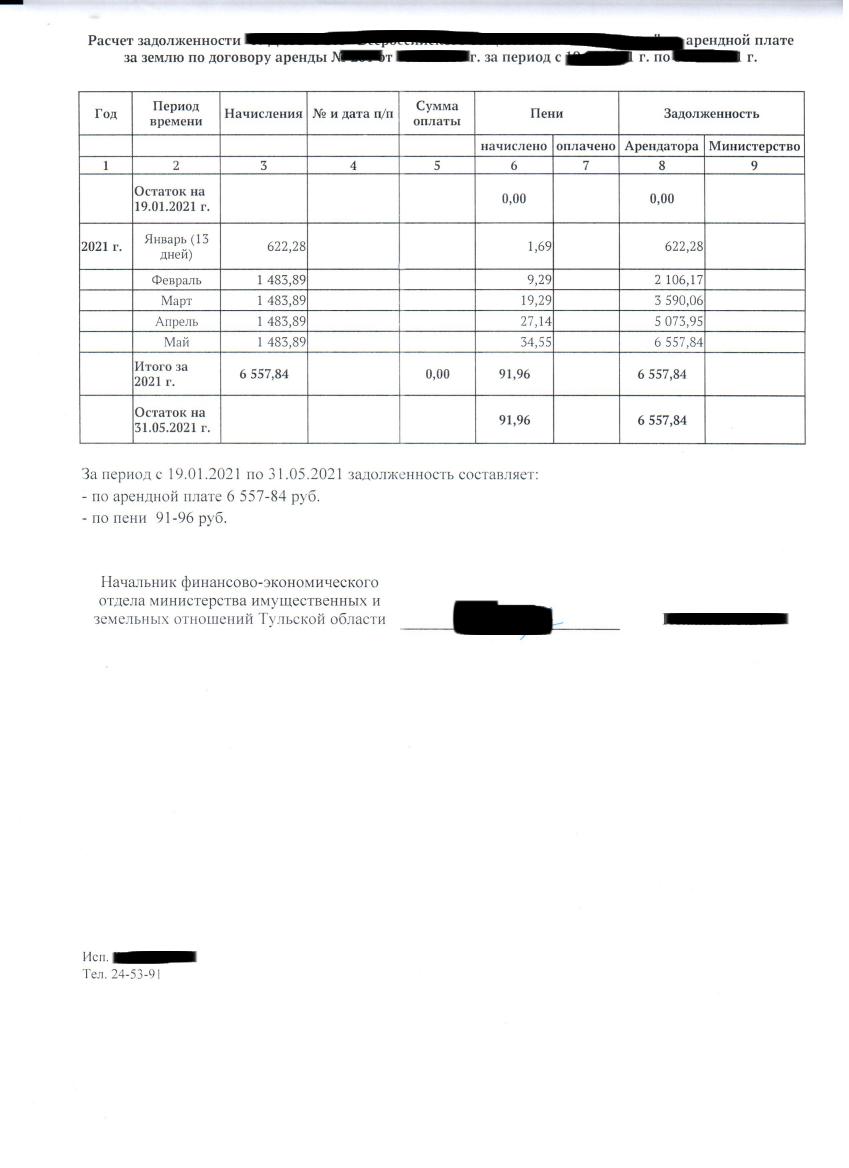 Расчет задолженности арендной плате
за землю по договору аренды № от г. за период с 1 г. по 1 г.
Год Период времени Начисления № и дата п/п Сумма оплаты Пени Задолженность
начислено оплачено Арендатора Министерство
1 2 3 4 5 6 7 8 9
Остаток на 19.01.2021 г. 0,00 0,00
2021 г. Январь (13 дней) 622,28 1,69 622,28
Февраль 1 483,89 9,29 2 106,17
Март 1 483,89 19,29 3 590,06
Апрель 1 483,89 27,14 5 073,95
Май 1 483,89 34,55 6 557,84
Итого за 2021 г. 6 557,84 0,00 91,96 6 557,84
Остаток на 31.05.2021 г. 91,96 6 557,84
За период с 19.01.2021 по 31.05.2021 задолженность составляет:
- по арендной плате 6 557-84 руб.
- по пени 91-96 руб.
Начальник финансово-экономического
отдела министерства имущественных и
земельных отношений Тульской области
Исп.
Тел. 24-53-91